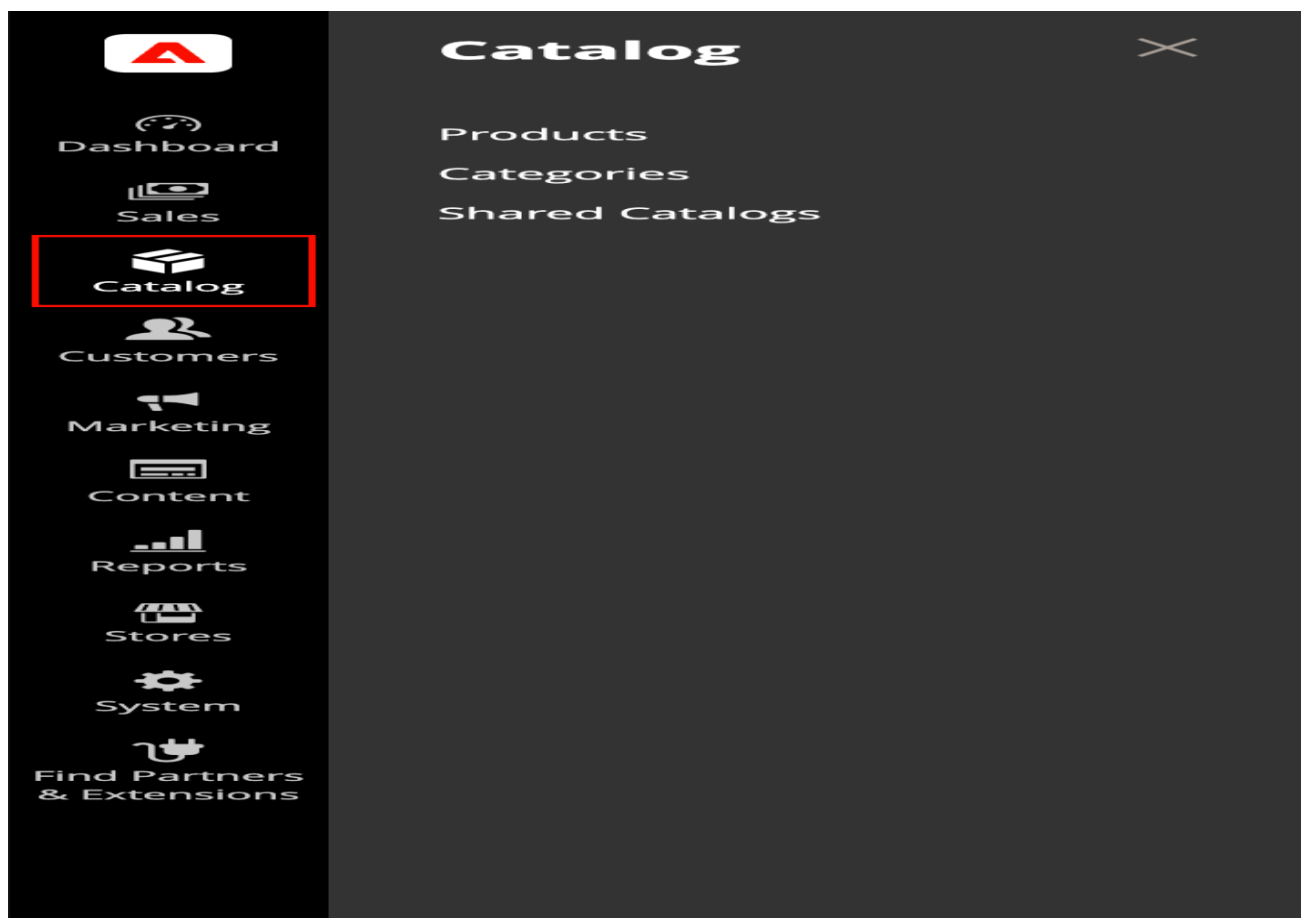 Dashboard
Sales
Catalog
Customers
Marketing
Content
Reports
Stores
System
Find Partners
& Extensions
Catalog
Products
Categories
Shared Catalogs